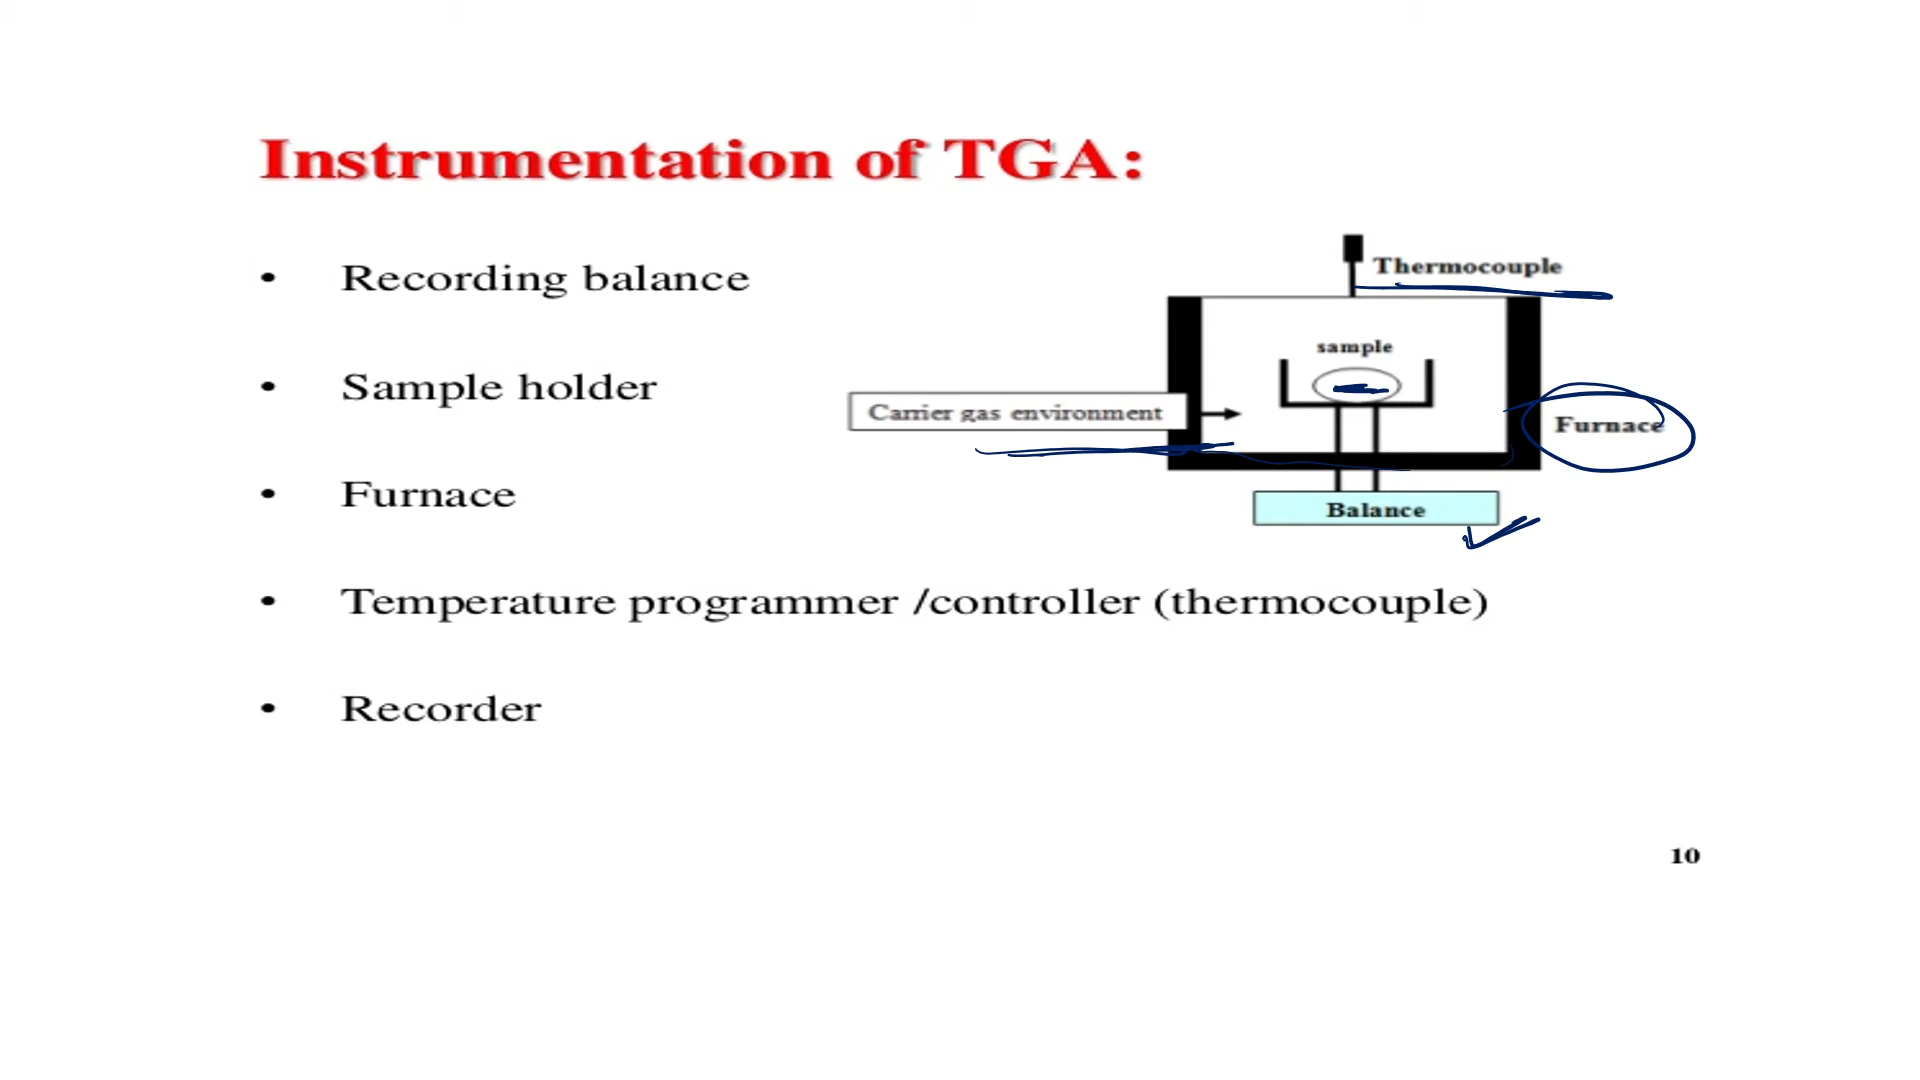 Instrumentation of TGA:
• Recording balance
• Sample holder
• Furnace
• Temperature programmer /controller (thermocouple)
• Recorder
Thermocouple
sample
Carrier gas environment
Furnace
Balance
10